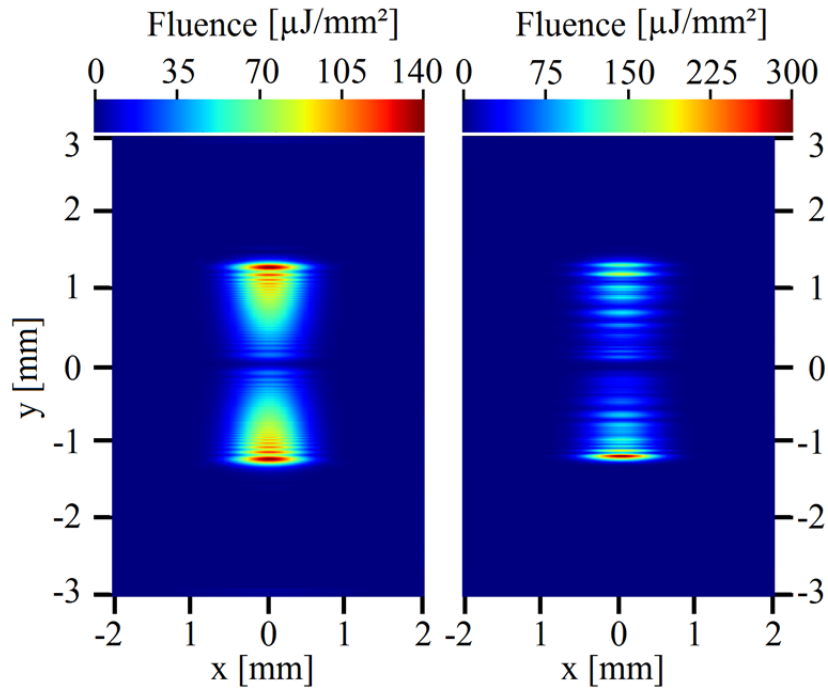 Fluence [μJ/mm²] Fluence [μJ/mm²]
0 35 70 105 140 0 75 150 225 300
3 3
2 2
1 1
0 0
-1 -1
-2 -2
-3 -3
y [mm]
-2 1 0 1 2 -2 1 0 1 2
x [mm] x [mm]